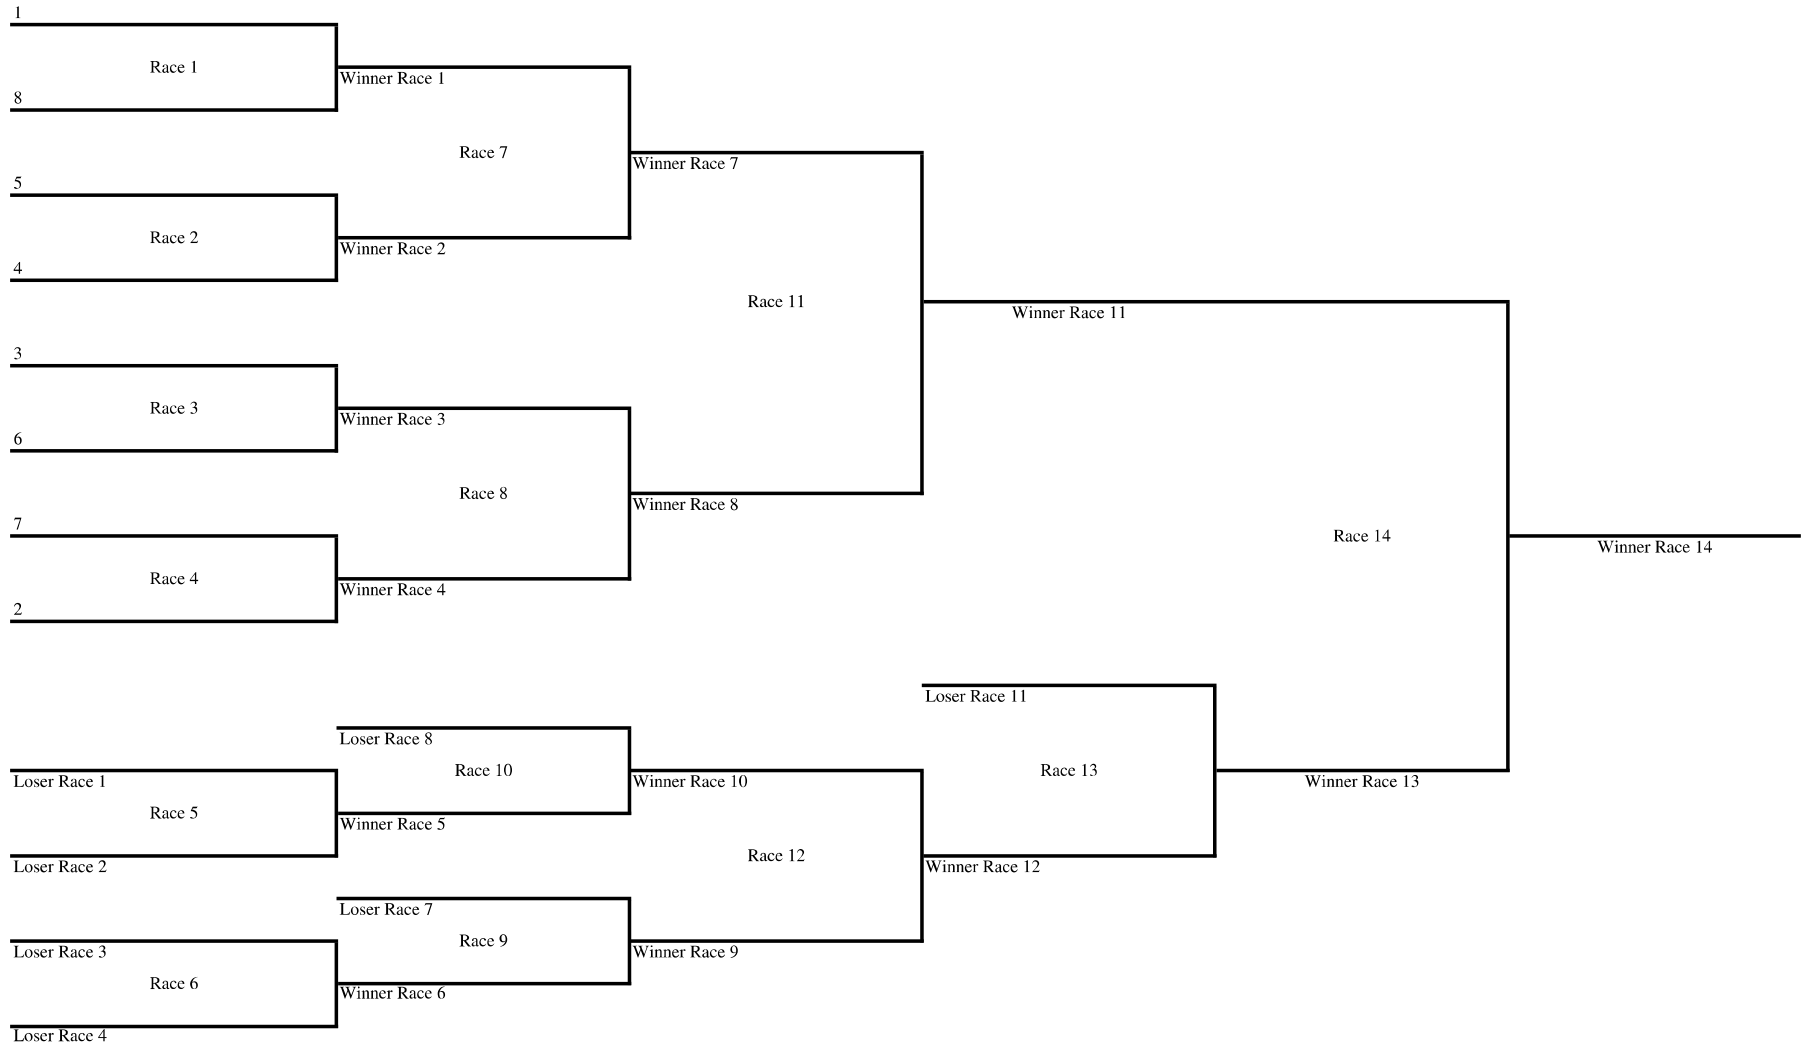 1
Race 1
Winner Race 1
8
Race 7
Winner Race 7
5
Race 2
Winner Race 2
4
Race 11
Winner Race 11
3
Race 3
Winner Race 3
6
Race 8
Winner Race 8
7
Race 14
Winner Race 14
Race 4
Winner Race 4
2
Loser Race 11
Loser Race 8
Loser Race 1
Race 10
Winner Race 10
Race 13
Winner Race 13
Race 5
Winner Race 5
Loser Race 2
Race 12
Winner Race 12
Loser Race 7
Loser Race 3
Race 9
Winner Race 9
Race 6
Winner Race 6
Loser Race 4